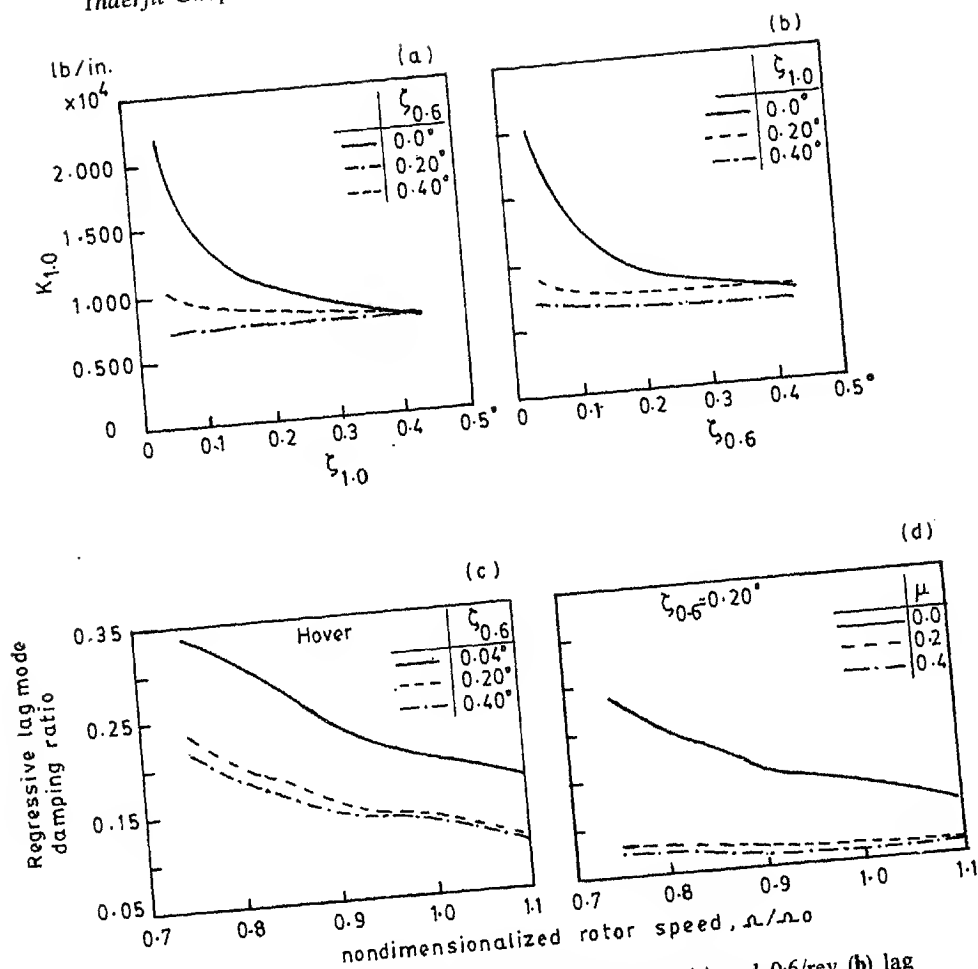 (a)
lb/in.
×10⁴
2.000
1.500
1.000
0.500
0
K1.0
ζ0.6
0.0°
0.20°
0.40°
0 0.1 0.2 0.3 0.4 0.5°
ζ1.0
(b)
ζ1.0
0.0°
0.20°
0.40°
0 0.1 0.2 0.3 0.4 0.5°
ζ0.6
(c)
Regressive lag mode
damping ratio
0.35
0.25
0.15
0.05
Hover
ζ0.6
0.04°
0.20°
0.40°
0.7 0.8 0.9 1.0 1.1
(d)
ζ0.6=0.20°
μ
0.0
0.2
0.4
0.7 0.8 0.9 1.0 1.1
nondimensionalized rotor speed, Ω/Ω0
0.6/rev (b) lag